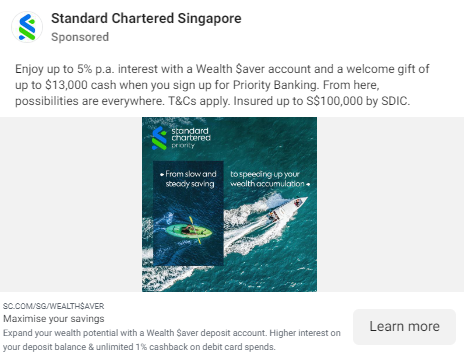 Standard Chartered Singapore
Sponsored
Enjoy up to 5% p.a. interest with a Wealth $aver account and a welcome gift of
up to $13,000 cash when you sign up for Priority Banking. From here,
possibilities are everywhere. T&Cs apply. Insured up to S$100,000 by SDIC.
standard
chartered
priority
From slow and
steady saving
to speeding up your
wealth accumulation
SC.COM/SG/WEALTH$AVER
Maximise your savings
Expand your wealth potential with a Wealth $aver deposit account. Higher interest on
your deposit balance & unlimited 1% cashback on debit card spends.
Learn more